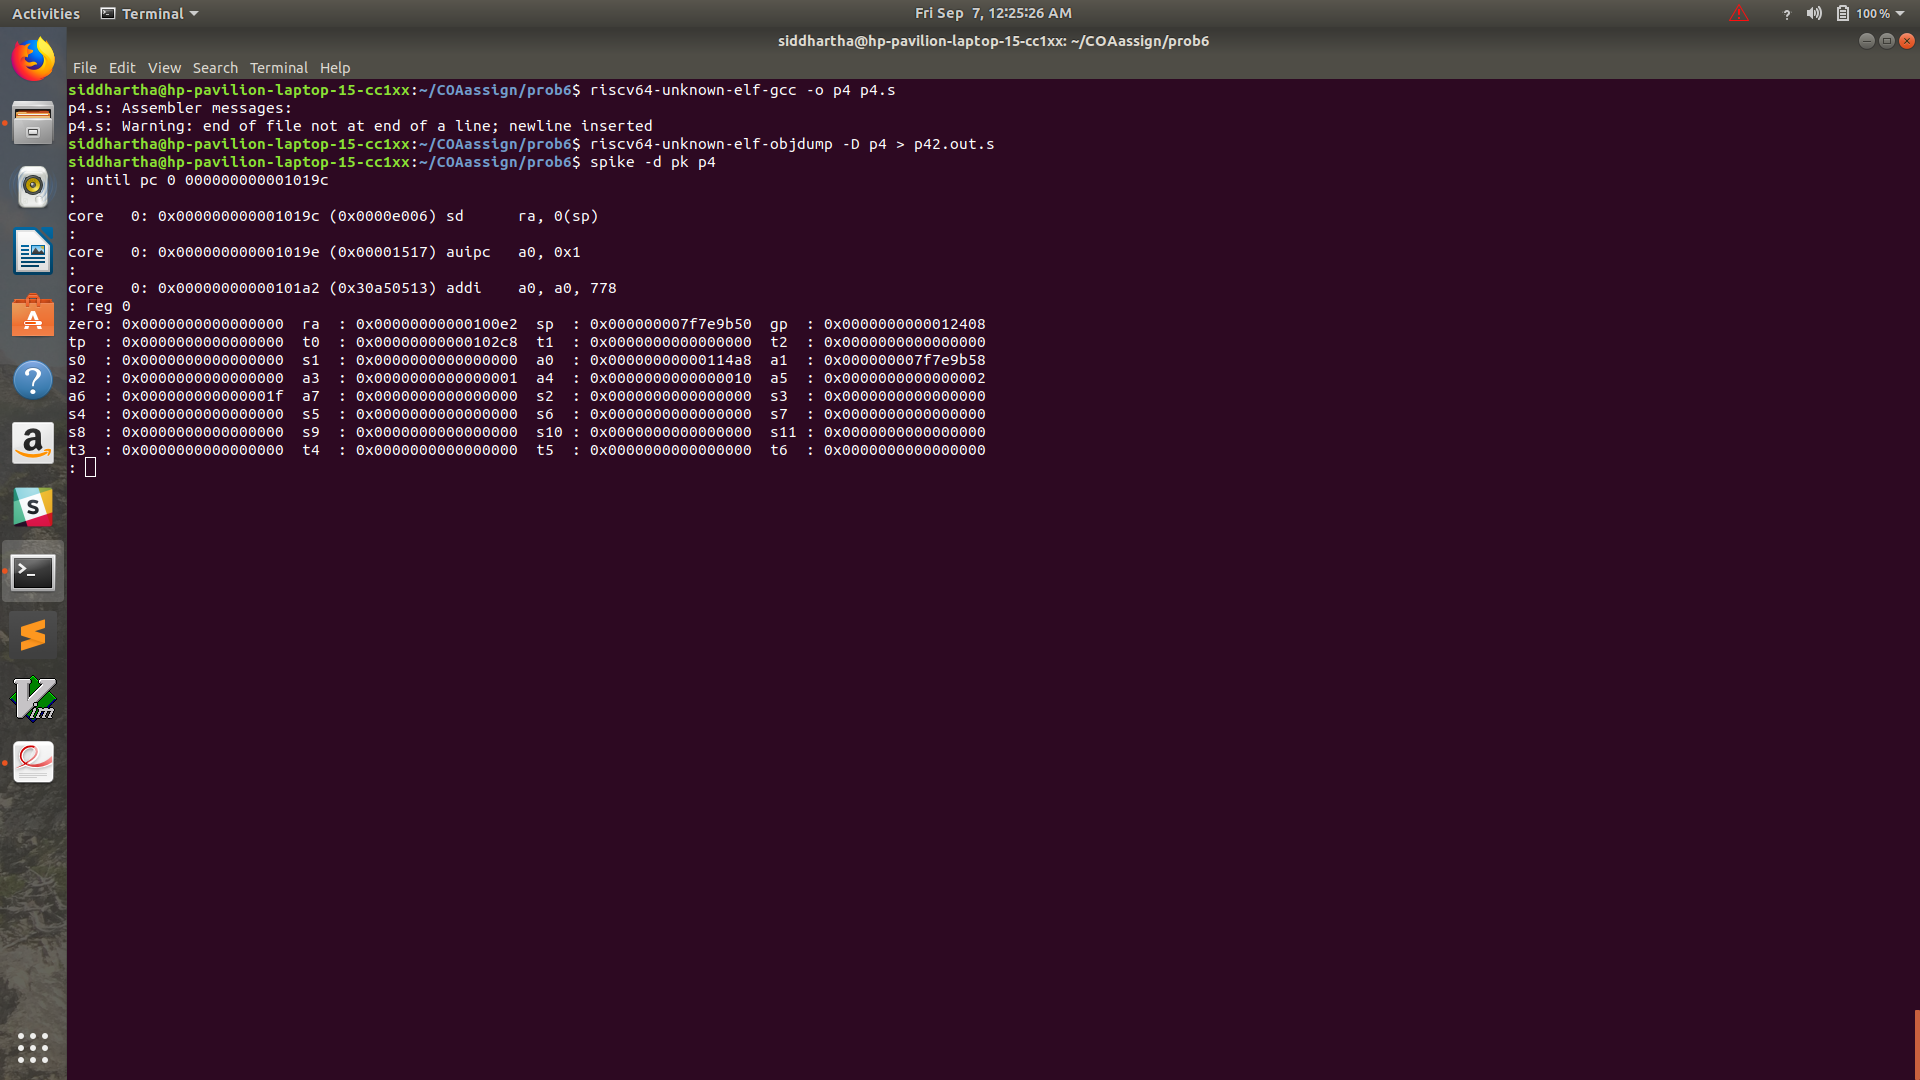 Activities Terminal Fri Sep 7, 12:25:26 AM ? 100 %
siddhartha@hp-pavilion-laptop-15-cc1xx: ~/COAassign/prob6
File Edit View Search Terminal Help
siddhartha@hp-pavilion-laptop-15-cc1xx:~/COAassign/prob6$ riscv64-unknown-elf-gcc -o p4 p4.s
p4.s: Assembler messages:
p4.s: Warning: end of file not at end of a line; newline inserted
siddhartha@hp-pavilion-laptop-15-cc1xx:~/COAassign/prob6$ riscv64-unknown-elf-objdump -D p4 > p42.out.s
siddhartha@hp-pavilion-laptop-15-cc1xx:~/COAassign/prob6$ spike -d pk p4
: until pc 0 000000000001019c
:
core   0: 0x000000000001019c (0x0000e006) sd      ra, 0(sp)
:
core   0: 0x000000000001019e (0x00001517) auipc   a0, 0x1
:
core   0: 0x00000000000101a2 (0x30a50513) addi    a0, a0, 778
: reg 0
zero: 0x0000000000000000  ra  : 0x00000000000100e2  sp  : 0x000000007f7e9b50  gp  : 0x0000000000012408
tp  : 0x0000000000000000  t0  : 0x00000000000102c8  t1  : 0x0000000000000000  t2  : 0x0000000000000000
s0  : 0x0000000000000000  s1  : 0x0000000000000000  a0  : 0x00000000000114a8  a1  : 0x000000007f7e9b58
a2  : 0x0000000000000000  a3  : 0x0000000000000001  a4  : 0x0000000000000010  a5  : 0x0000000000000002
a6  : 0x000000000000001f  a7  : 0x0000000000000000  s2  : 0x0000000000000000  s3  : 0x0000000000000000
s4  : 0x0000000000000000  s5  : 0x0000000000000000  s6  : 0x0000000000000000  s7  : 0x0000000000000000
s8  : 0x0000000000000000  s9  : 0x0000000000000000  s10 : 0x0000000000000000  s11 : 0x0000000000000000
t3  : 0x0000000000000000  t4  : 0x0000000000000000  t5  : 0x0000000000000000  t6  : 0x0000000000000000
:
A
?
a
S
>_
Vim